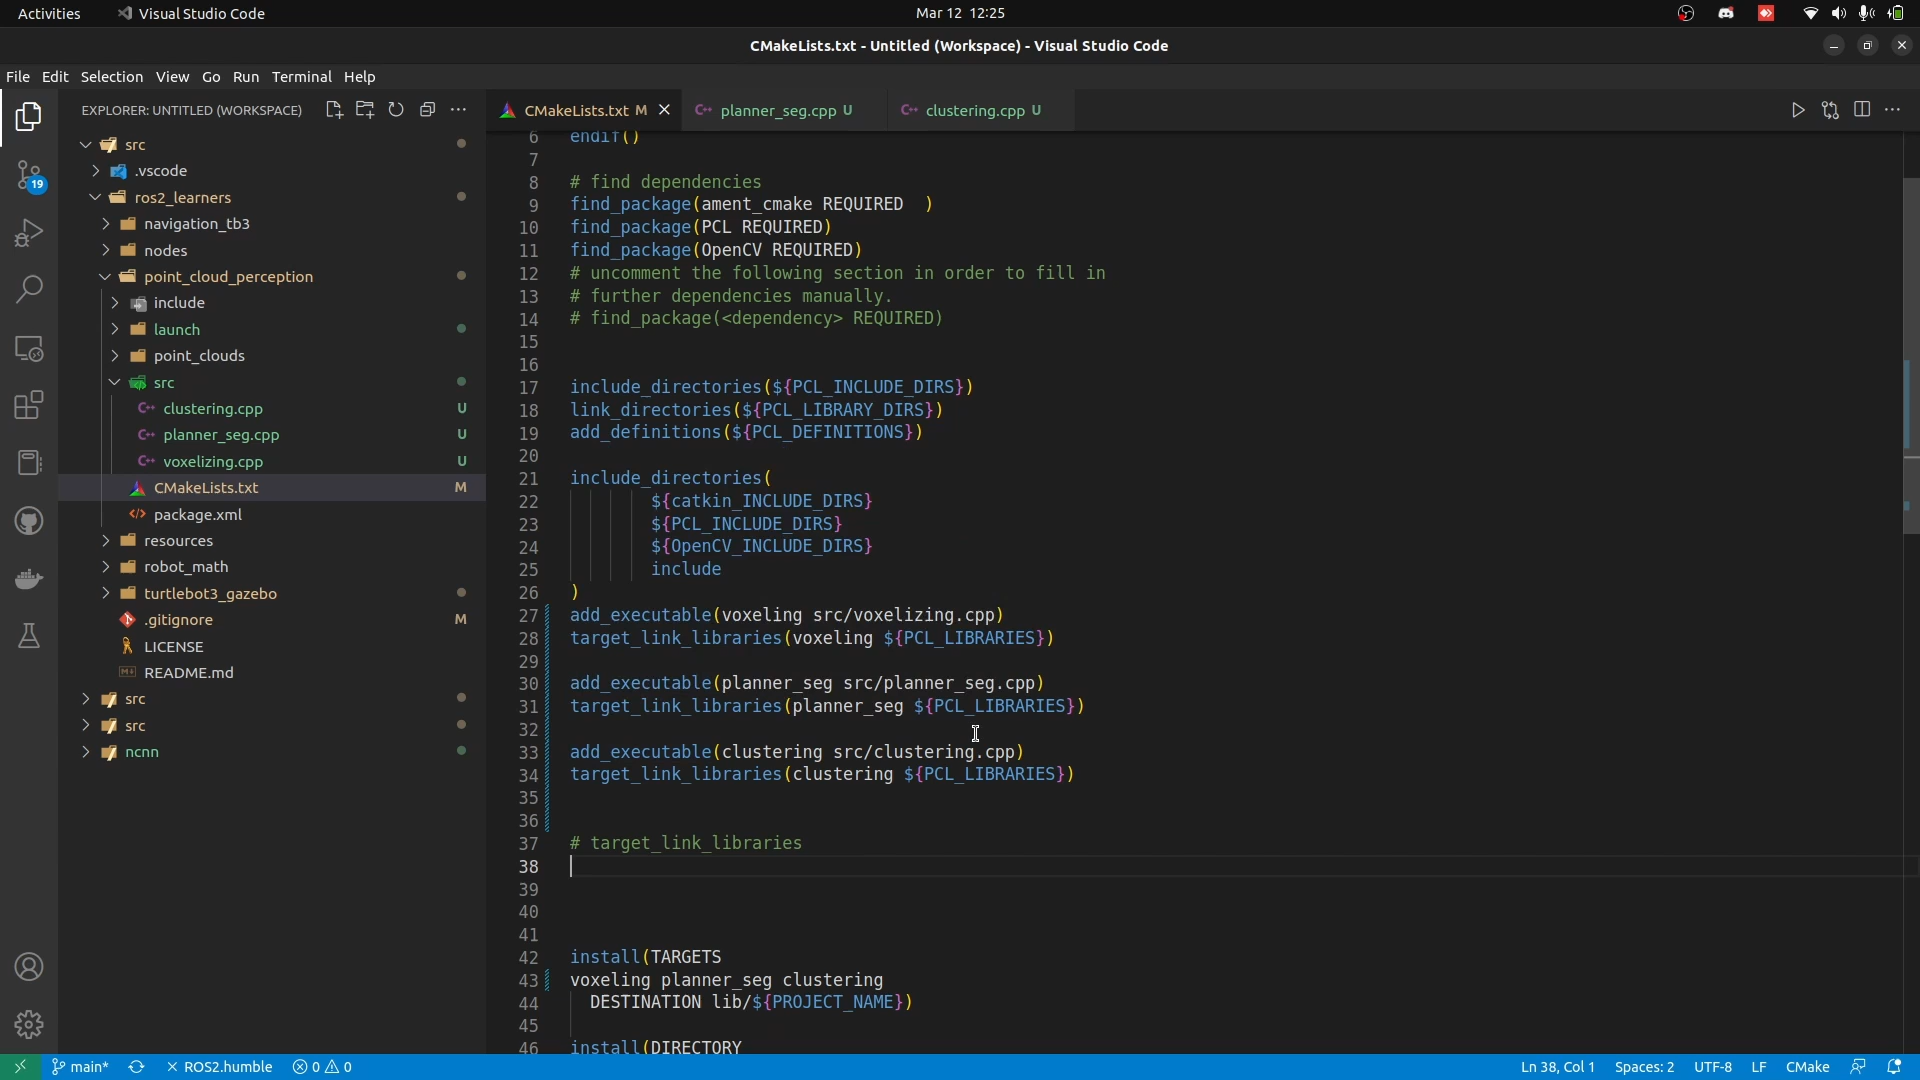 Activities Visual Studio Code Mar 12 12:25
CMakeLists.txt - Untitled (Workspace) - Visual Studio Code
File Edit Selection View Go Run Terminal Help
EXPLORER: UNTITLED (WORKSPACE)
CMakeLists.txt M
planner_seg.cpp U
clustering.cpp U
19
src
.vscode
ros2_learners
navigation_tb3
nodes
point_cloud_perception
include
launch
point_clouds
src
clustering.cpp U
planner_seg.cpp U
voxelizing.cpp U
CMakeLists.txt M
package.xml
resources
robot_math
turtlebot3_gazebo
.gitignore M
LICENSE
README.md
src
src
ncnn
6 endif()
7
8 # find dependencies
9 find_package(ament_cmake REQUIRED  )
10 find_package(PCL REQUIRED)
11 find_package(OpenCV REQUIRED)
12 # uncomment the following section in order to fill in
13 # further dependencies manually.
14 # find_package(<dependency> REQUIRED)
15
16
17 include_directories(${PCL_INCLUDE_DIRS})
18 link_directories(${PCL_LIBRARY_DIRS})
19 add_definitions(${PCL_DEFINITIONS})
20
21 include_directories(
22 ${catkin_INCLUDE_DIRS}
23 ${PCL_INCLUDE_DIRS}
24 ${OpenCV_INCLUDE_DIRS}
25 include
26 )
27 add_executable(voxeling src/voxelizing.cpp)
28 target_link_libraries(voxeling ${PCL_LIBRARIES})
29
30 add_executable(planner_seg src/planner_seg.cpp)
31 target_link_libraries(planner_seg ${PCL_LIBRARIES})
32
33 add_executable(clustering src/clustering.cpp)
34 target_link_libraries(clustering ${PCL_LIBRARIES})
35
36
37 # target_link_libraries
38
39
40
41
42 install(TARGETS
43 voxeling planner_seg clustering
44 DESTINATION lib/${PROJECT_NAME})
45
46 install(DIRECTORY
main* ROS2.humble 0 0 Ln 38, Col 1 Spaces: 2 UTF-8 LF CMake